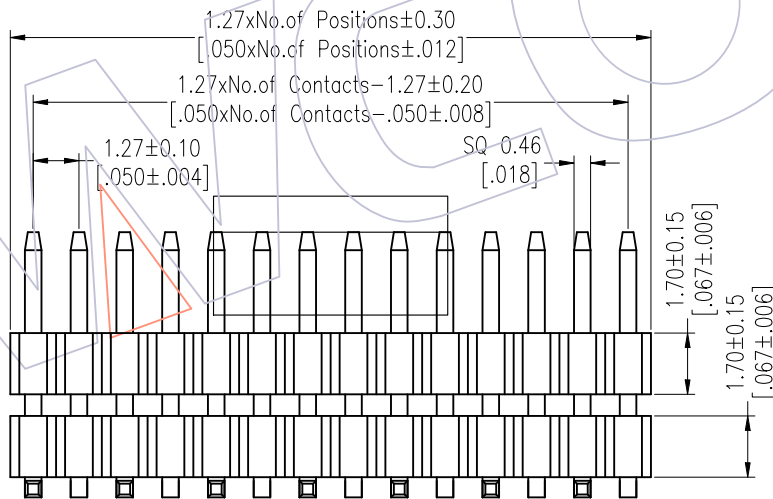 1.27xNo.of Positions±0.30
[.050xNo.of Positions±.012]
1.27xNo.of Contacts-1.27±0.20
[.050xNo.of Contacts-.050±.008]
1.27±0.10
[.050±.004]
SQ 0.46
[.018]
1.70±0.15
[.067±.006]
1.70±0.15
[.067±.006]